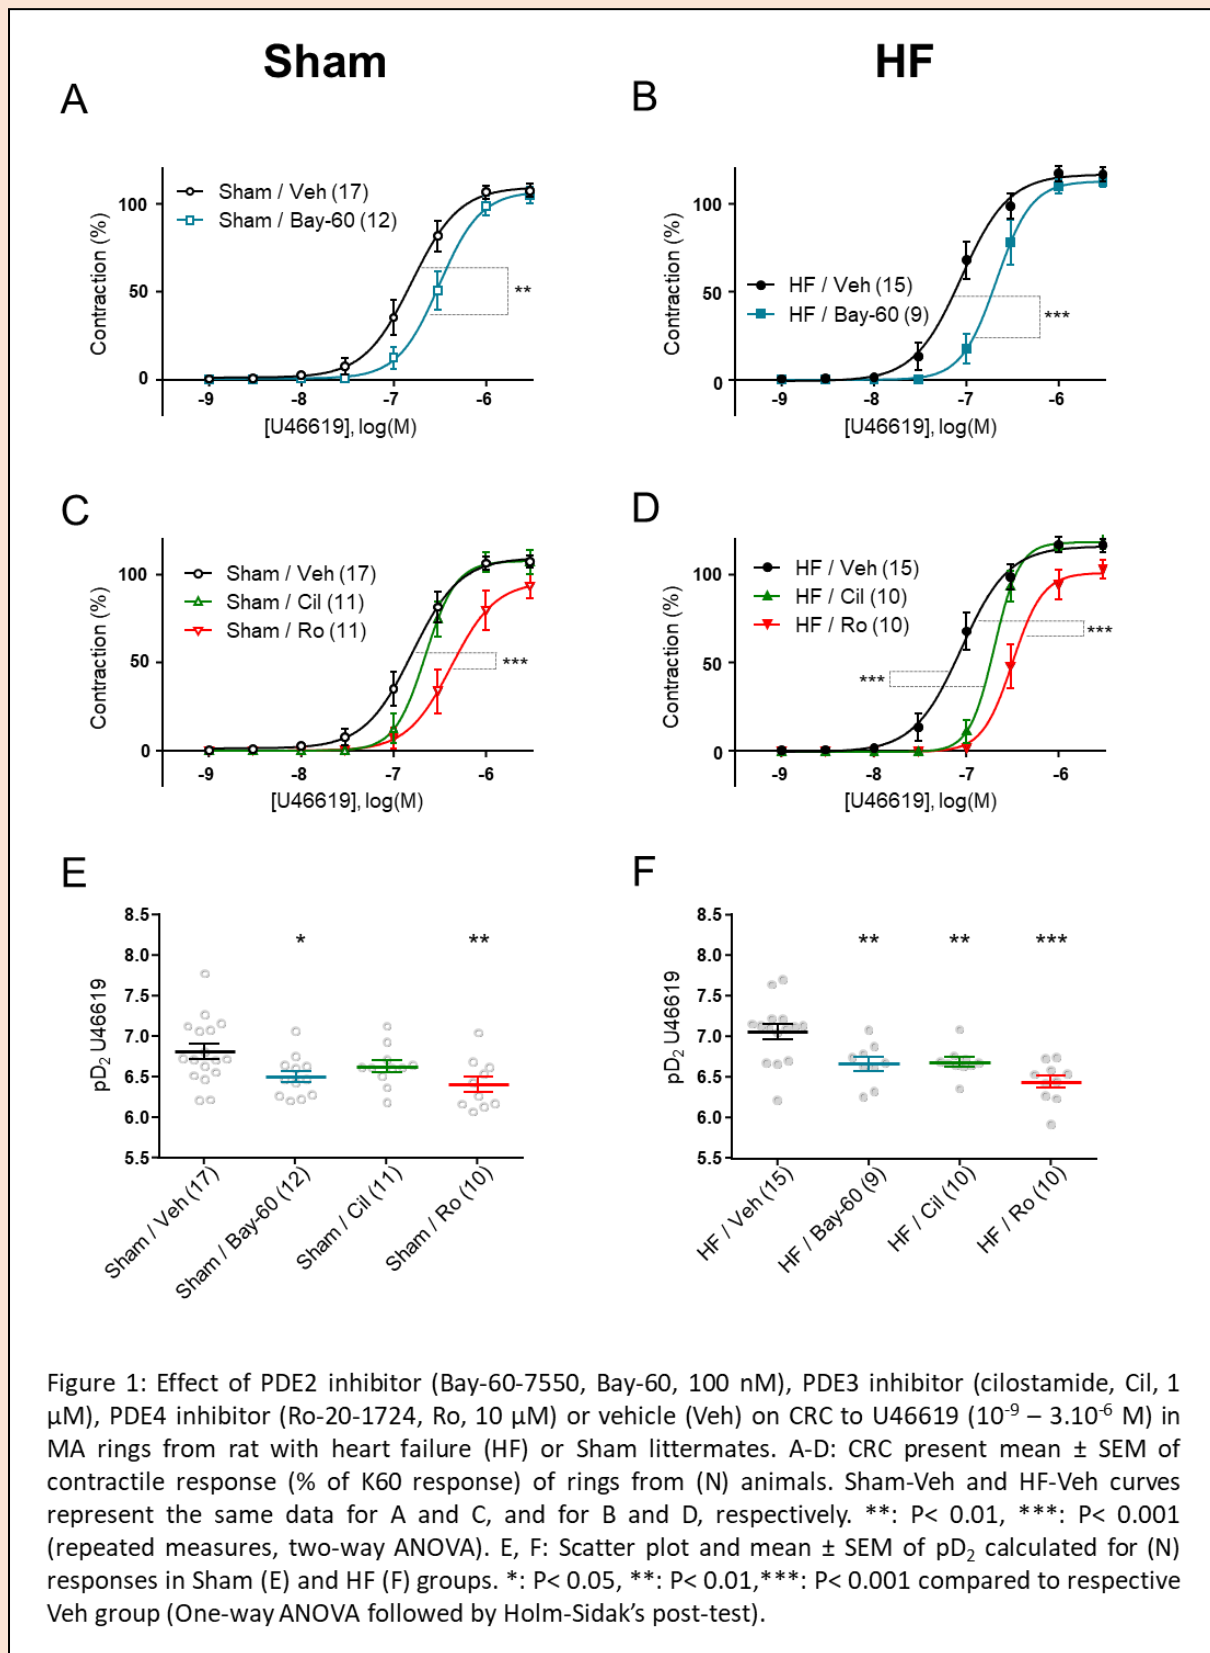 Sham
HF
A
B
Sham / Veh (17)
Sham / Bay-60 (12)
100
50
0
Contraction (%)
**
-9
-8
-7
-6
[U46619], log(M)
HF / Veh (15)
HF / Bay-60 (9)
100
50
0
Contraction (%)
***
-9
-8
-7
-6
[U46619], log(M)
C
D
Sham / Veh (17)
Sham / Cil (11)
Sham / Ro (11)
100
50
0
Contraction (%)
***
-9
-8
-7
-6
[U46619], log(M)
HF / Veh (15)
HF / Cil (10)
HF / Ro (10)
100
50
0
Contraction (%)
***
***
-9
-8
-7
-6
[U46619], log(M)
E
F
8.5
8.0
7.5
7.0
6.5
6.0
5.5
pD₂ U46619
*
**
Sham / Veh (17)
Sham / Bay-60 (12)
Sham / Cil (11)
Sham / Ro (10)
8.5
8.0
7.5
7.0
6.5
6.0
5.5
pD₂ U46619
**
**
***
HF / Veh (15)
HF / Bay-60 (9)
HF / Cil (10)
HF / Ro (10)
Figure 1: Effect of PDE2 inhibitor (Bay-60-7550, Bay-60, 100 nM), PDE3 inhibitor (cilostamide, Cil, 1
µM), PDE4 inhibitor (Ro-20-1724, Ro, 10 µM) or vehicle (Veh) on CRC to U46619 (10⁻⁹ – 3.10⁻⁶ M) in
MA rings from rat with heart failure (HF) or Sham littermates. A-D: CRC present mean ± SEM of
contractile response (% of K60 response) of rings from (N) animals. Sham-Veh and HF-Veh curves
represent the same data for A and C, and for B and D, respectively. **: P< 0.01, ***: P< 0.001
(repeated measures, two-way ANOVA). E, F: Scatter plot and mean ± SEM of pD₂ calculated for (N)
responses in Sham (E) and HF (F) groups. *: P< 0.05, **: P< 0.01,***: P< 0.001 compared to respective
Veh group (One-way ANOVA followed by Holm-Sidak’s post-test).